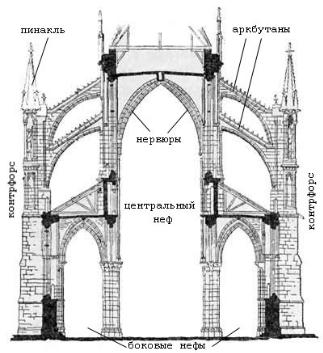 пинакль
аркбутаны
нервюры
контрфорс
центральный
неф
контрфорс
боковые нефы